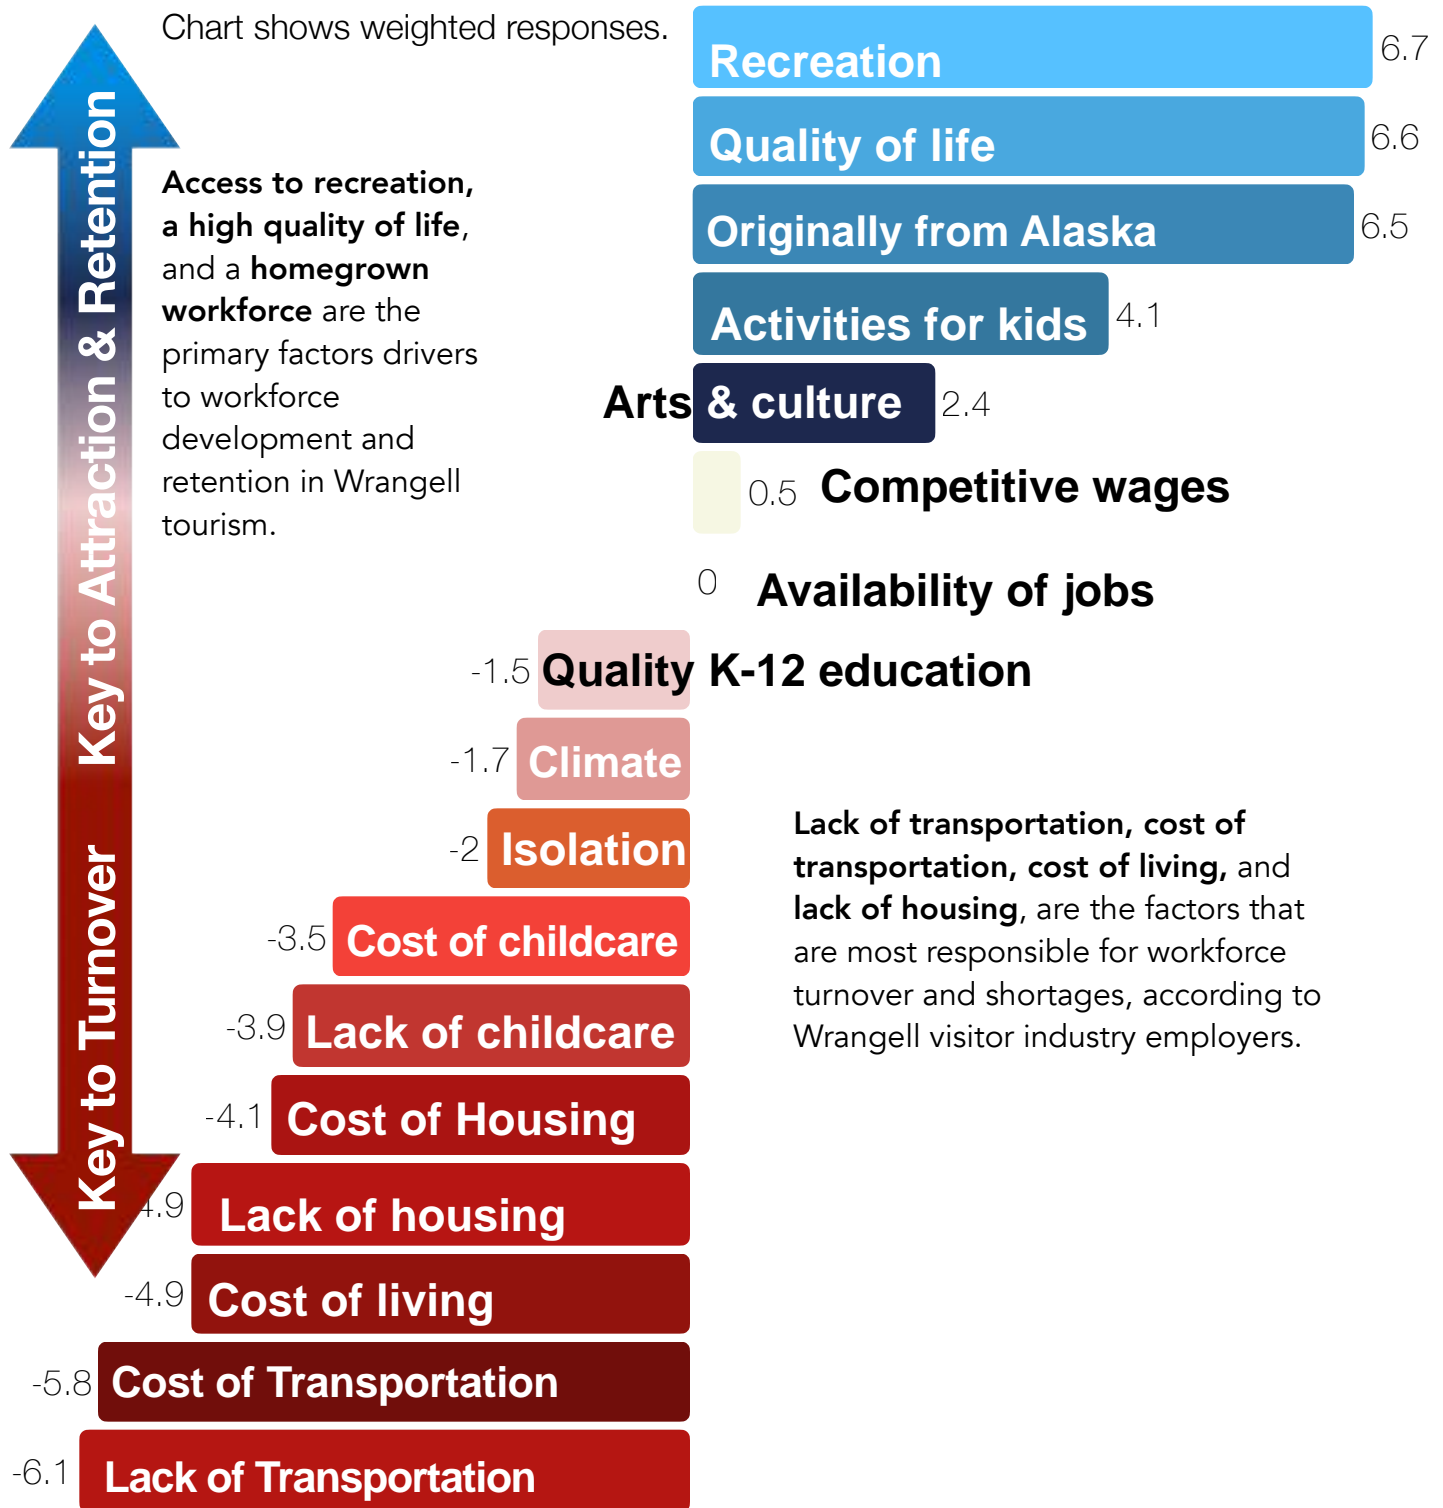 Chart shows weighted responses.
Key to Attraction & Retention
Key to Turnover
Access to recreation,
a high quality of life,
and a homegrown
workforce are the
primary factors drivers
to workforce
development and
retention in Wrangell
tourism.
Recreation 6.7
Quality of life 6.6
Originally from Alaska 6.5
Activities for kids 4.1
Arts & culture 2.4
0.5 Competitive wages
0 Availability of jobs
-1.5 Quality K-12 education
-1.7 Climate
-2 Isolation
-3.5 Cost of childcare
-3.9 Lack of childcare
-4.1 Cost of Housing
4.9 Lack of housing
-4.9 Cost of living
-5.8 Cost of Transportation
-6.1 Lack of Transportation
Lack of transportation, cost of
transportation, cost of living, and
lack of housing, are the factors that
are most responsible for workforce
turnover and shortages, according to
Wrangell visitor industry employers.